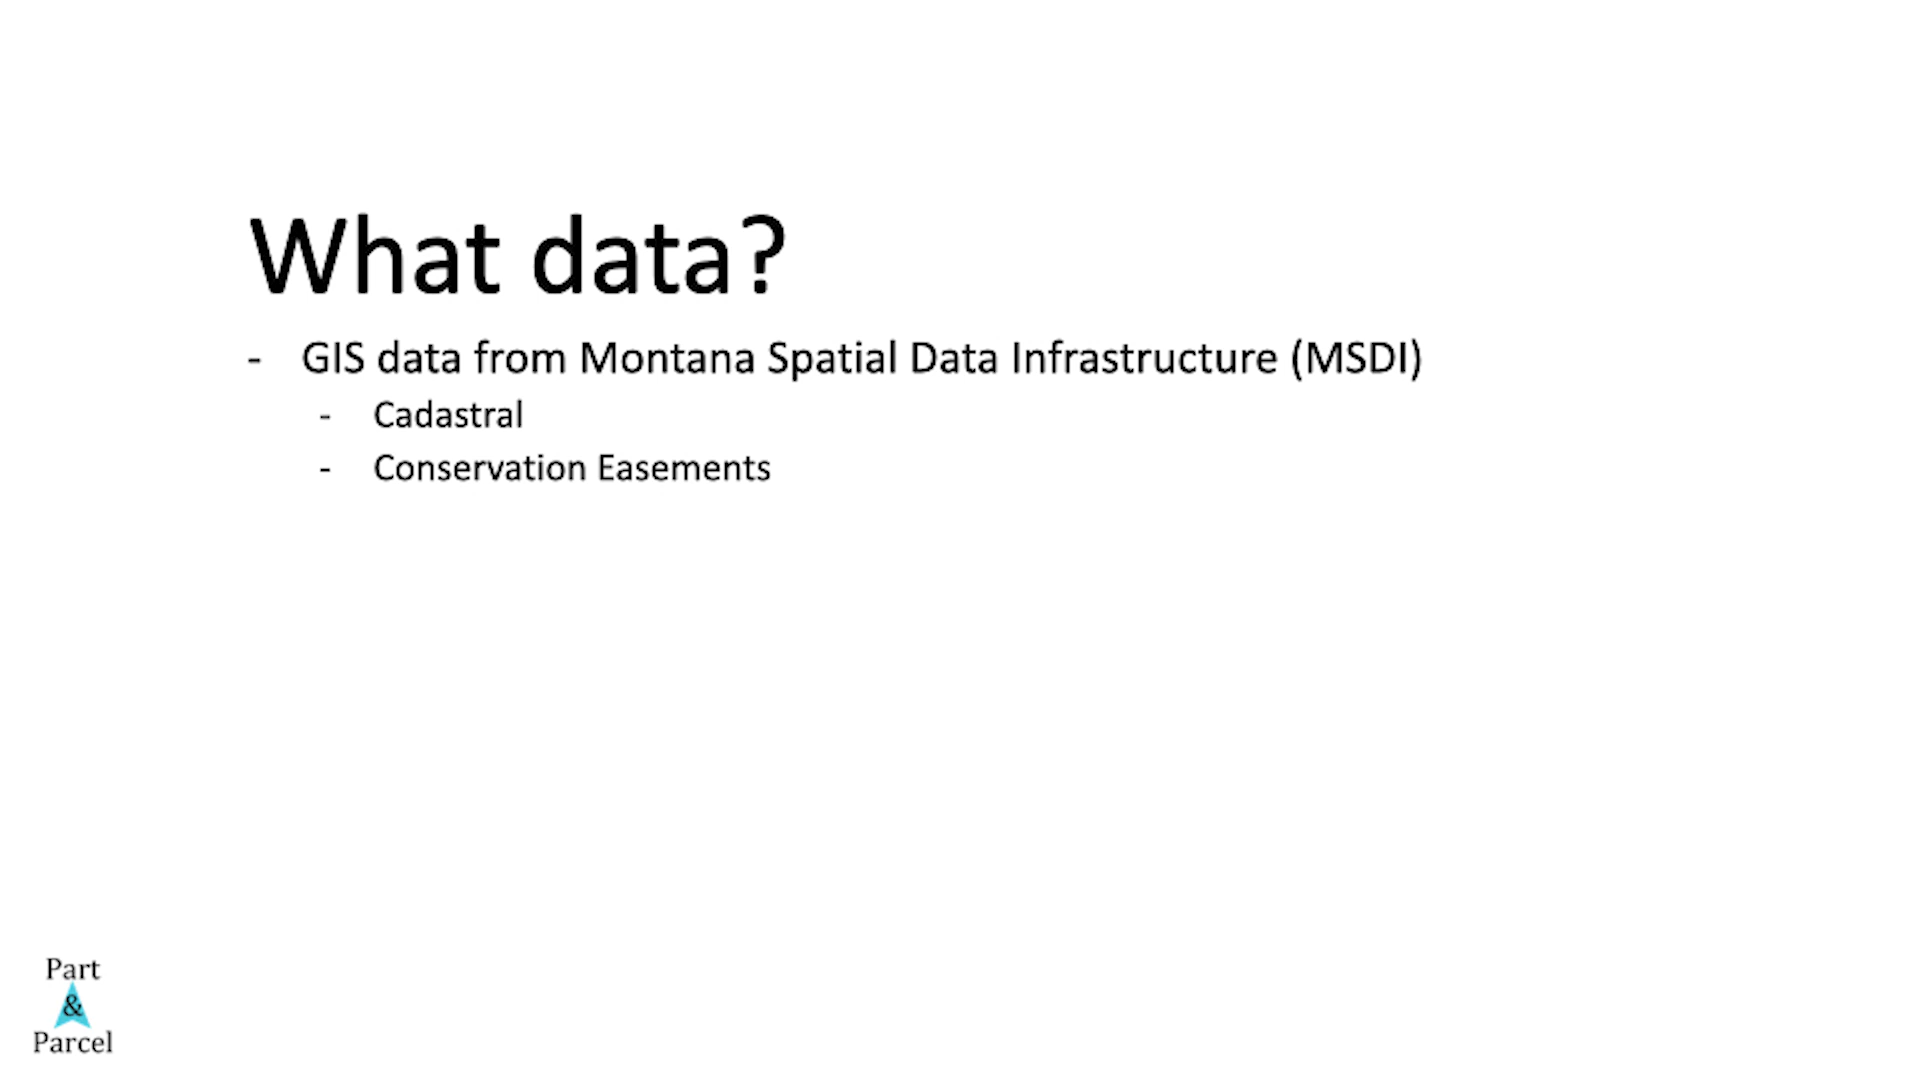 What data?
- GIS data from Montana Spatial Data Infrastructure (MSDI)
- Cadastral
- Conservation Easements
Part
&
Parcel